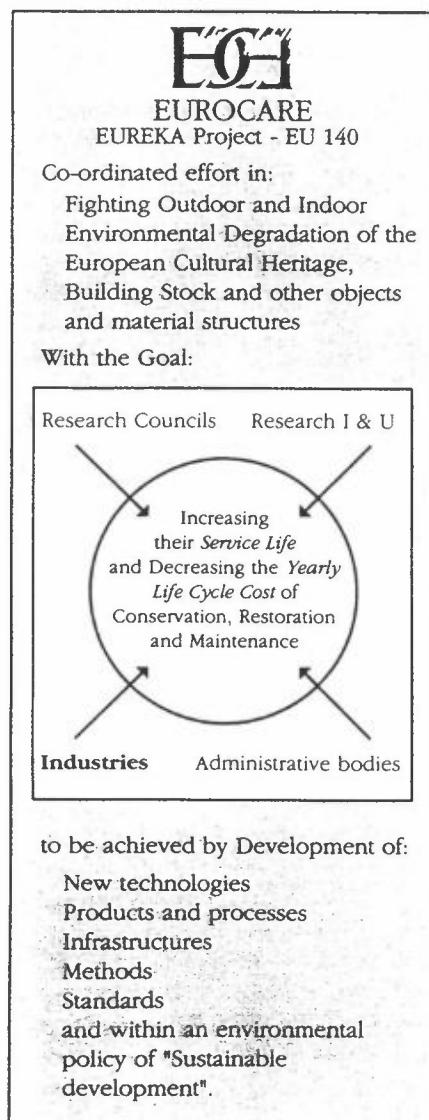 EUROCARE
EUREKA Project - EU 140
Co-ordinated effort in:
Fighting Outdoor and Indoor
Environmental Degradation of the
European Cultural Heritage,
Building Stock and other objects
and material structures
With the Goal:
Research Councils Research I & U
Increasing
their Service Life
and Decreasing the Yearly
Life Cycle Cost of
Conservation, Restoration
and Maintenance
Industries Administrative bodies
to be achieved by Development of:
New technologies
Products and processes
Infrastructures
Methods
Standards
and within an environmental
policy of "Sustainable
development".